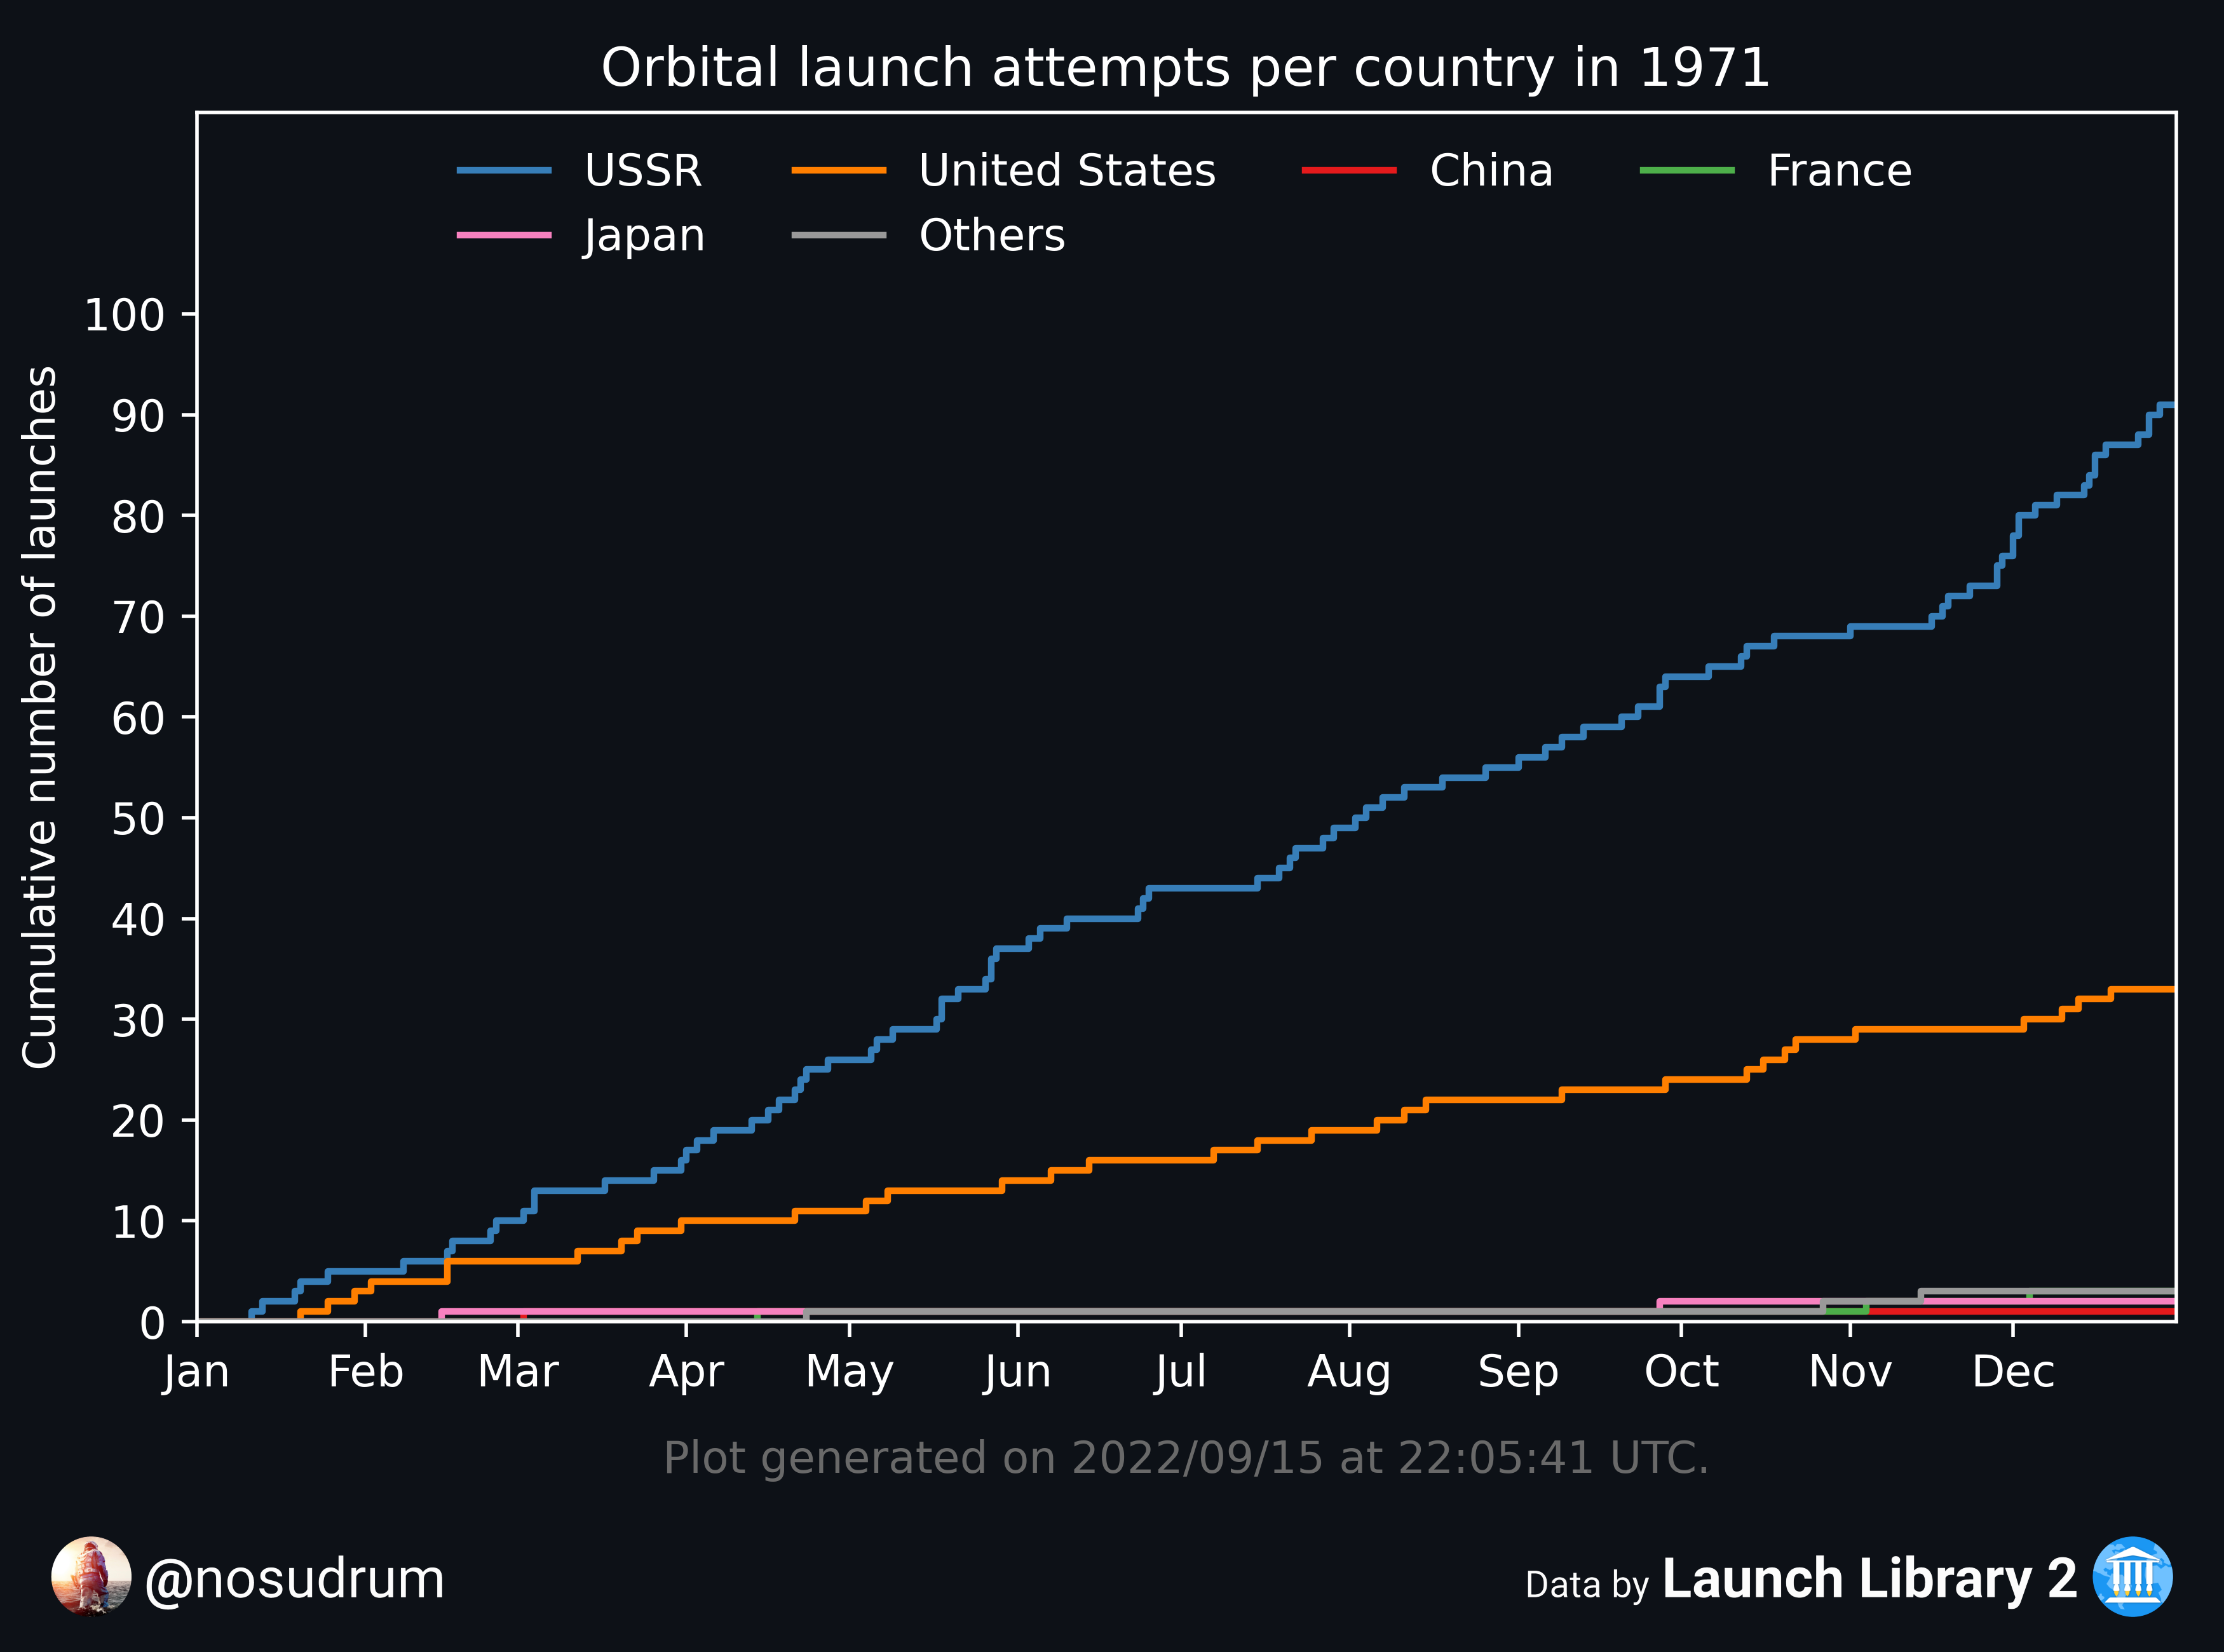 Orbital launch attempts per country in 1971
USSR United States China France
Japan Others
Cumulative number of launches
100
90
80
70
60
50
40
30
20
10
0
Jan Feb Mar Apr May Jun Jul Aug Sep Oct Nov Dec
Plot generated on 2022/09/15 at 22:05:41 UTC.
@nosudrum
Data by Launch Library 2